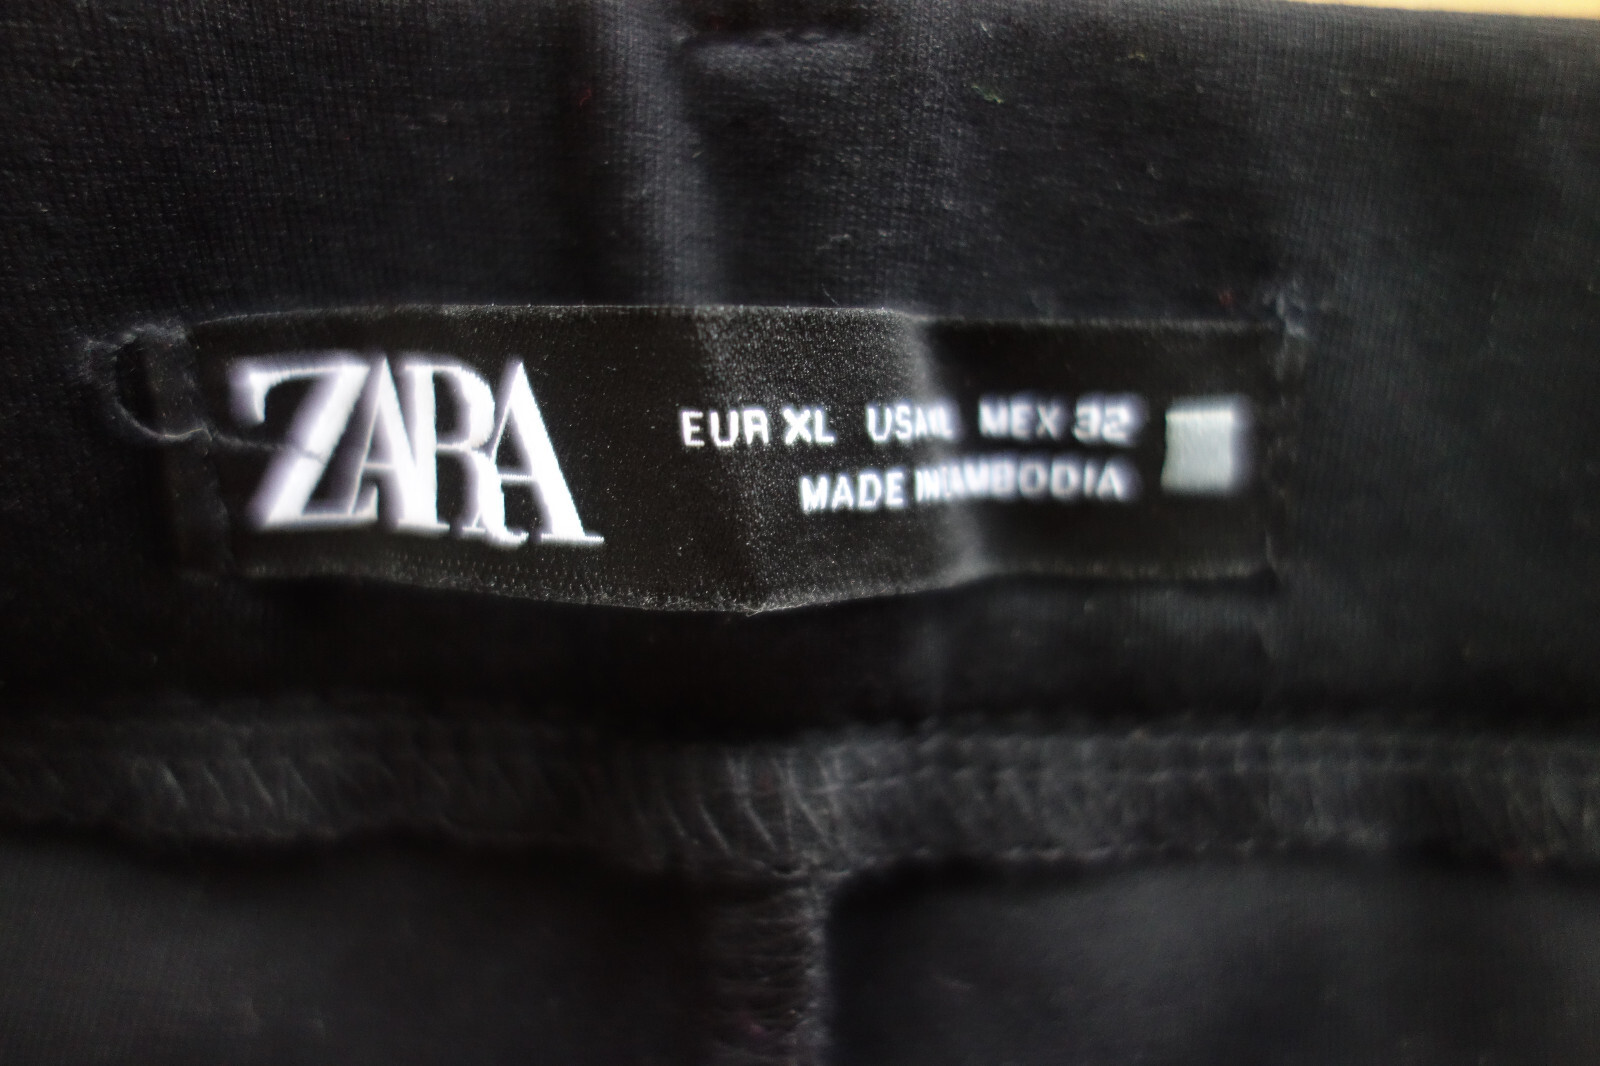 ZARA
EUR XL USA XL MEX 32
MADE IN CAMBODIA